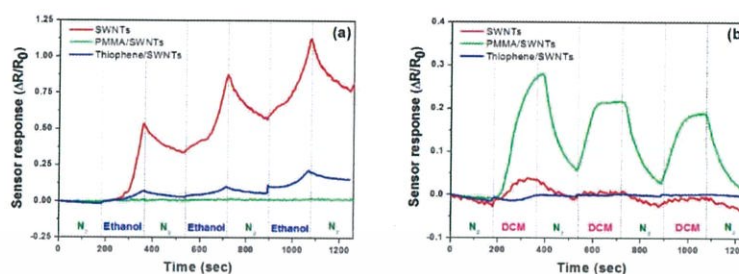 (a)
SWNTs
PMMA/SWNTs
Thiophene/SWNTs
Sensor response (ΔR/R0)
1.25
1.00
0.75
0.50
0.25
0.00
-0.25
N2 Ethanol N2 Ethanol N2 Ethanol N2
0 200 400 600 800 1000 1200
Time (sec)
(b
SWNTs
PMMA/SWNTs
Thiophene/SWNTs
Sensor response (ΔR/R0)
0.4
0.3
0.2
0.1
0.0
-0.1
N2 DCM N2 DCM N2 DCM N2
0 200 400 600 800 1000 1200
Time (sec)